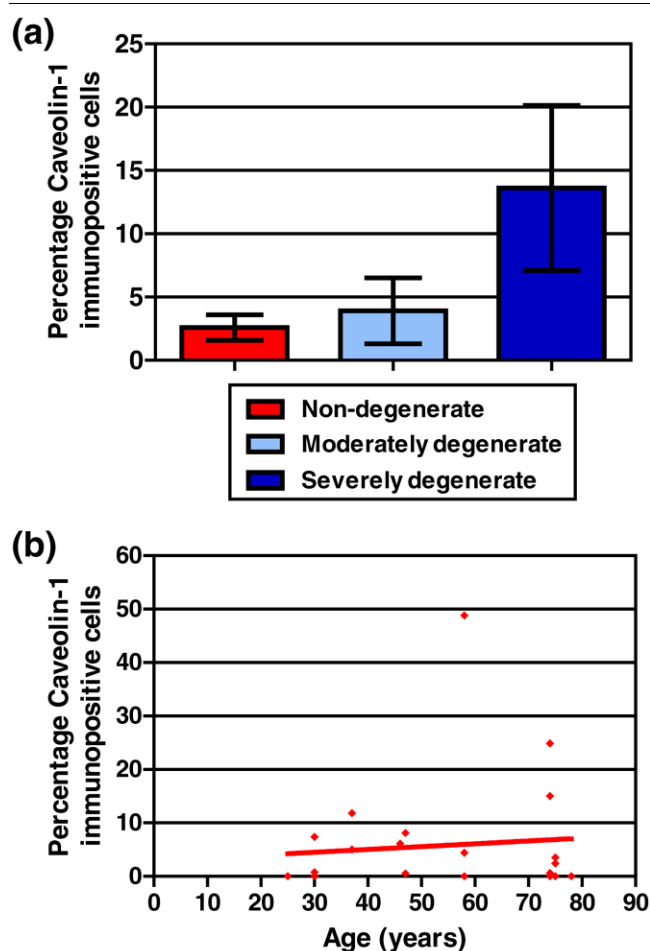 (a)
Percentage Caveolin-1
immunopositive cells
25
20
15
10
5
0
Non-degenerate
Moderately degenerate
Severely degenerate
(b)
Percentage Caveolin-1
immunopositive cells
60
50
40
30
20
10
0
0 10 20 30 40 50 60 70 80 90
Age (years)